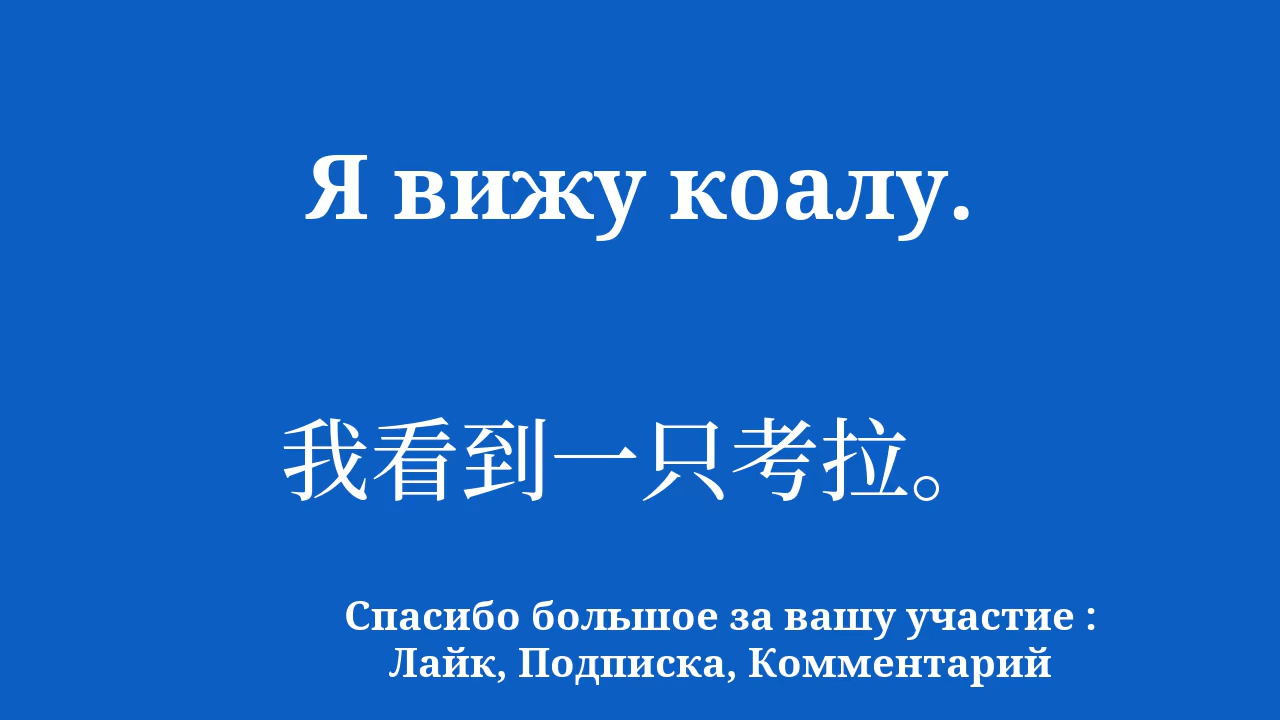 Я вижу коалу.
我看到一只考拉。
Спасибо большое за вашу участие :
Лайк, Подписка, Комментарий